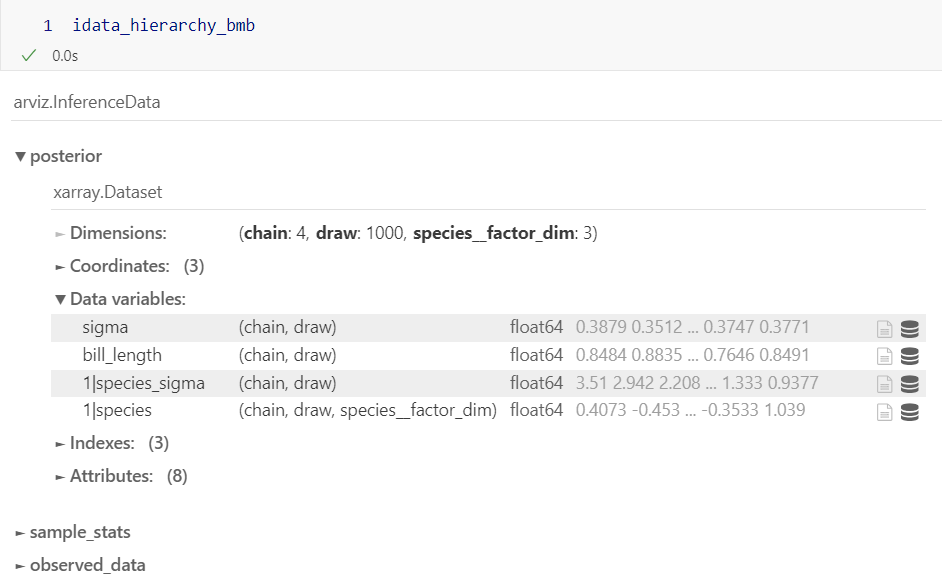 1 idata_hierarchy_bmb
✓ 0.0s
arviz.InferenceData
▼ posterior
xarray.Dataset
► Dimensions: (chain: 4, draw: 1000, species__factor_dim: 3)
► Coordinates: (3)
▼ Data variables:
sigma (chain, draw) float64 0.3879 0.3512 ... 0.3747 0.3771
bill_length (chain, draw) float64 0.8484 0.8835 ... 0.7646 0.8491
1|species_sigma (chain, draw) float64 3.51 2.942 2.208 ... 1.333 0.9377
1|species (chain, draw, species__factor_dim) float64 0.4073 -0.453 ... -0.3533 1.039
► Indexes: (3)
► Attributes: (8)
► sample_stats
► observed_data